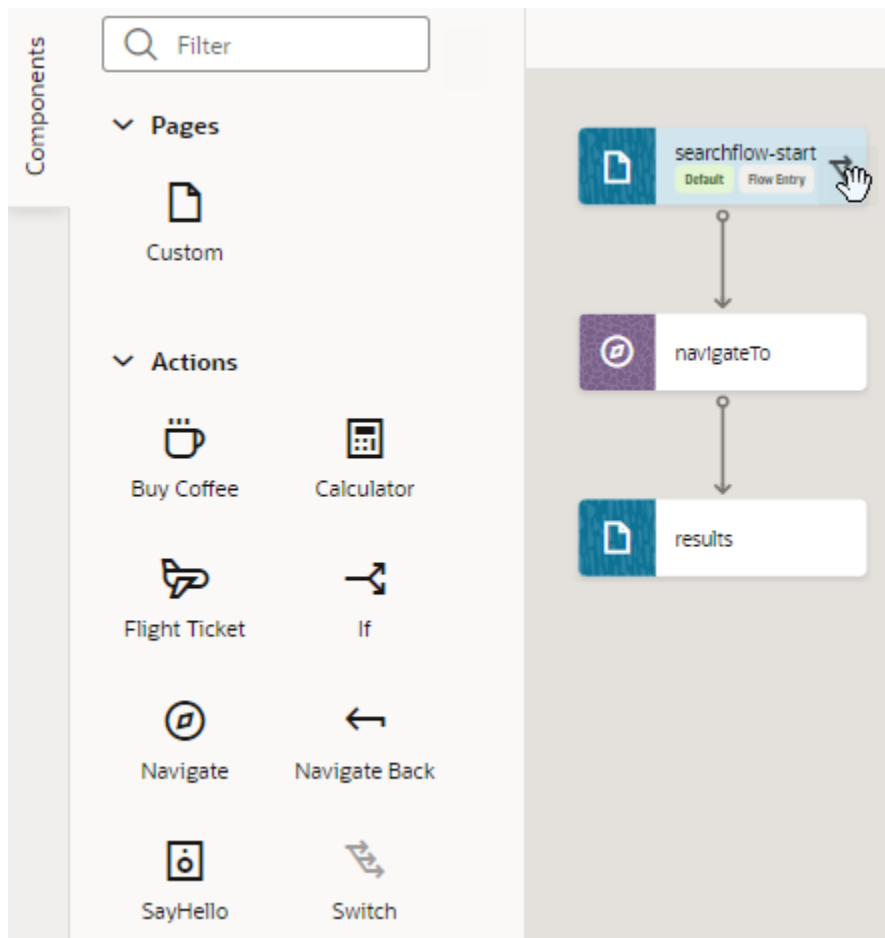 Components
Filter
Pages
Custom
Actions
Buy Coffee
Calculator
Flight Ticket
If
Navigate
Navigate Back
SayHello
Switch
searchflow-start
Default
Flow Entry
navigateTo
results